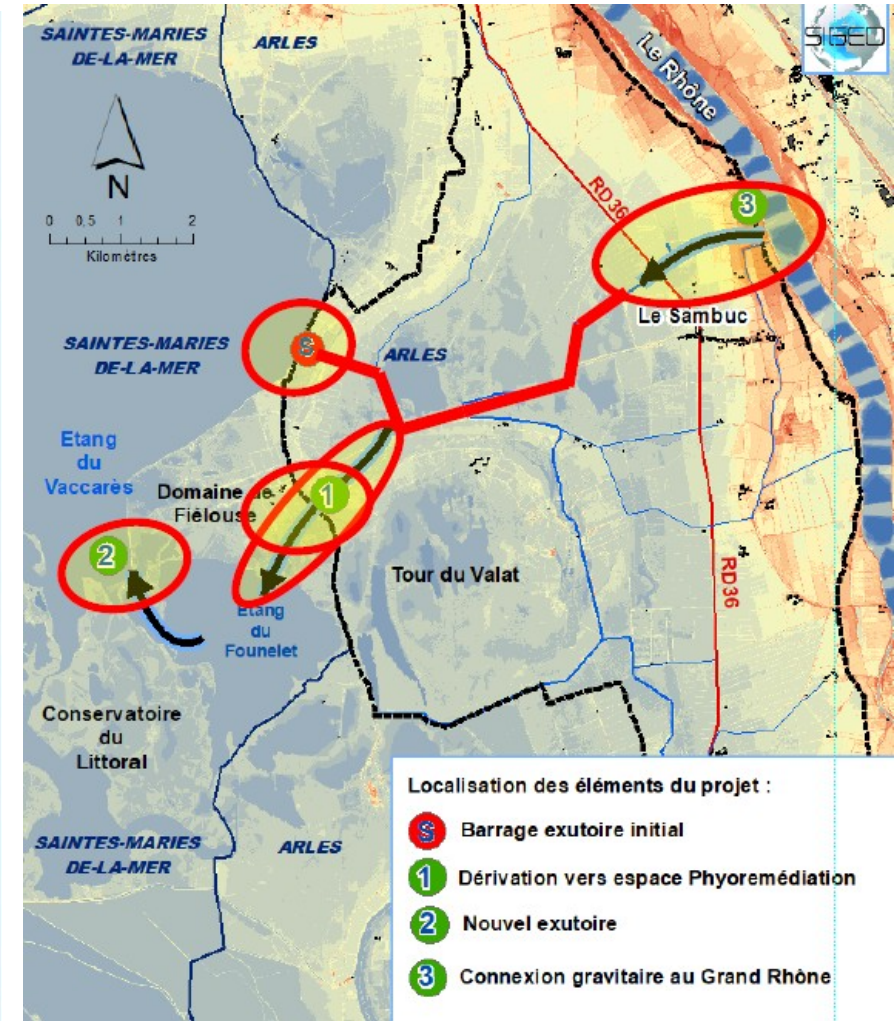 SAINTES-MARIES
DE-LA-MER
ARLES
SIGED
Le Rhône
N
0 0,5 1 2
Kilomètres
RD36
3
Le Sambuc
SAINTES-MARIES
DE-LA-MER
S
ARLES
Etang
du
Vaccarès
Domaine de
Fiélouse
1
2
Tour du Valat
RD36
Etang
du
Founelet
Conservatoire
du
Littoral
SAINTES-MARIES
DE-LA-MER
ARLES
Localisation des éléments du projet :
S Barrage exutoire initial
1 Dérivation vers espace Phyoremédiation
2 Nouvel exutoire
3 Connexion gravitaire au Grand Rhône